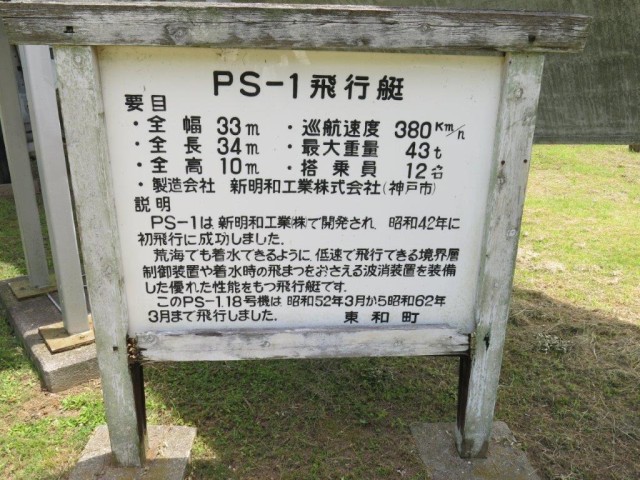 PS-1飛行艇
要目
・全幅 33m ・巡航速度 380Km/h
・全長 34m ・最大重量 43t
・全高 10m ・搭乗員 12名
・製造会社 新明和工業株式会社(神戸市)
説明
PS-1は新明和工業㈱で開発され、昭和42年に
初飛行に成功しました。
荒海でも着水できるように、低速で飛行できる境界層
制御装置や着水時の飛まつをおさえる波消装置を装備
した優れた性能をもつ飛行艇です。
このPS-1.18号機は昭和52年3月から昭和62年
3月まで飛行しました。 東和町